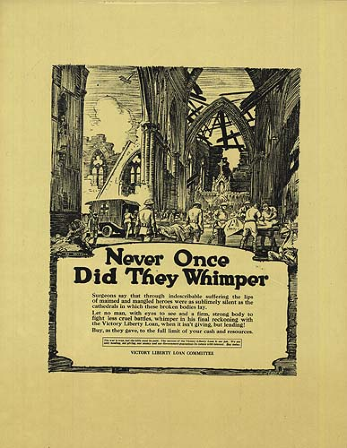 Never Once
Did They Whimper
Surgeons say that through indescribable suffering the lips
of maimed and mangled heroes were as sublimely silent as the
cathedrals in which those broken bodies lay.
Let no man, with eyes to see and a firm, strong body to
fight less cruel battles, whimper in his final reckoning with
the Victory Liberty Loan, when it isn't giving, but lending!
Buy, as they gave, to the full limit of your cash and resources.
VICTORY LIBERTY LOAN COMMITTEE